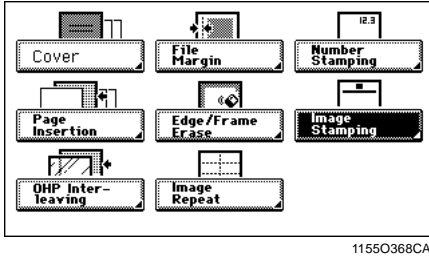 12.3
Cover
File
Margin
Number
Stamping
Page
Insertion
Edge/Frame
Erase
Image
Stamping
OHP Inter-
leaving
Image
Repeat
1155O368CA